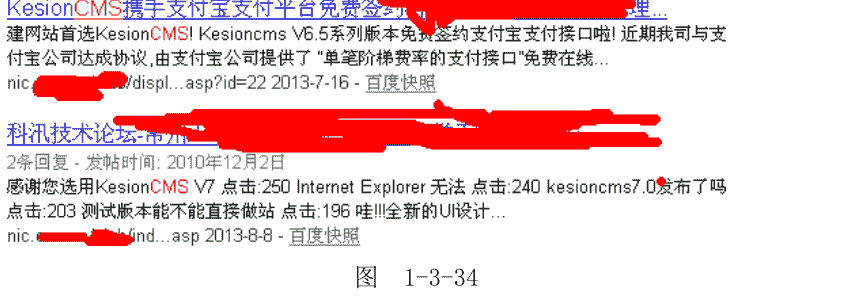 KesionCMS携手支付宝支付平台免费签约 理...
建网站首选KesionCMS! Kesioncms V6.5系列版本免费签约支付宝支付接口啦! 近期我司与支
付宝公司达成协议,由支付宝公司提供了 "单笔阶梯费率的支付接口"免费在线...
nic. /displ...asp?id=22 2013-7-16 - 百度快照
科汛技术论坛-常州
2条回复 - 发帖时间: 2010年12月2日
感谢您选用KesionCMS V7 点击:250 Internet Explorer 无法 点击:240 kesioncms7.0发布了吗
点击:203 测试版本能不能直接做站 点击:196 哇!!!全新的UI设计...
nic. /ind...asp 2013-8-8 - 百度快照
图 1-3-34